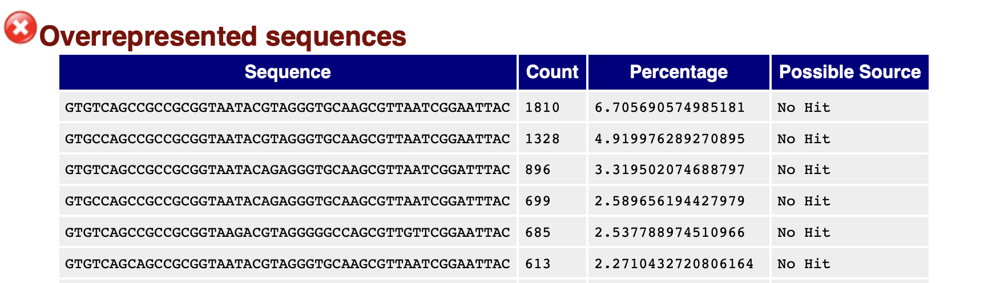 Overrepresented sequences
Sequence Count Percentage Possible Source
GTGTCAGCCGCCGCGGTAATACGTAGGGTGCAAGCGTTAATCGGAATTAC 1810 6.705690574985181 No Hit
GTGCCAGCCGCCGCGGTAATACGTAGGGTGCAAGCGTTAATCGGAATTAC 1328 4.919976289270895 No Hit
GTGTCAGCCGCCGCGGTAATACAGAGGGTGCAAGCGTTAATCGGATTTAC 896 3.319502074688797 No Hit
GTGCCAGCCGCCGCGGTAATACAGAGGGTGCAAGCGTTAATCGGATTTAC 699 2.589656194427979 No Hit
GTGTCAGCCGCCGCGGTAAGACGTAGGGGGCCAGCGTTGTTCGGAATTAC 685 2.537788974510966 No Hit
GTGTCAGCAGCCGCGGTAATACGTAGGGTGCAAGCGTTAATCGGAATTAC 613 2.2710432720806164 No Hit